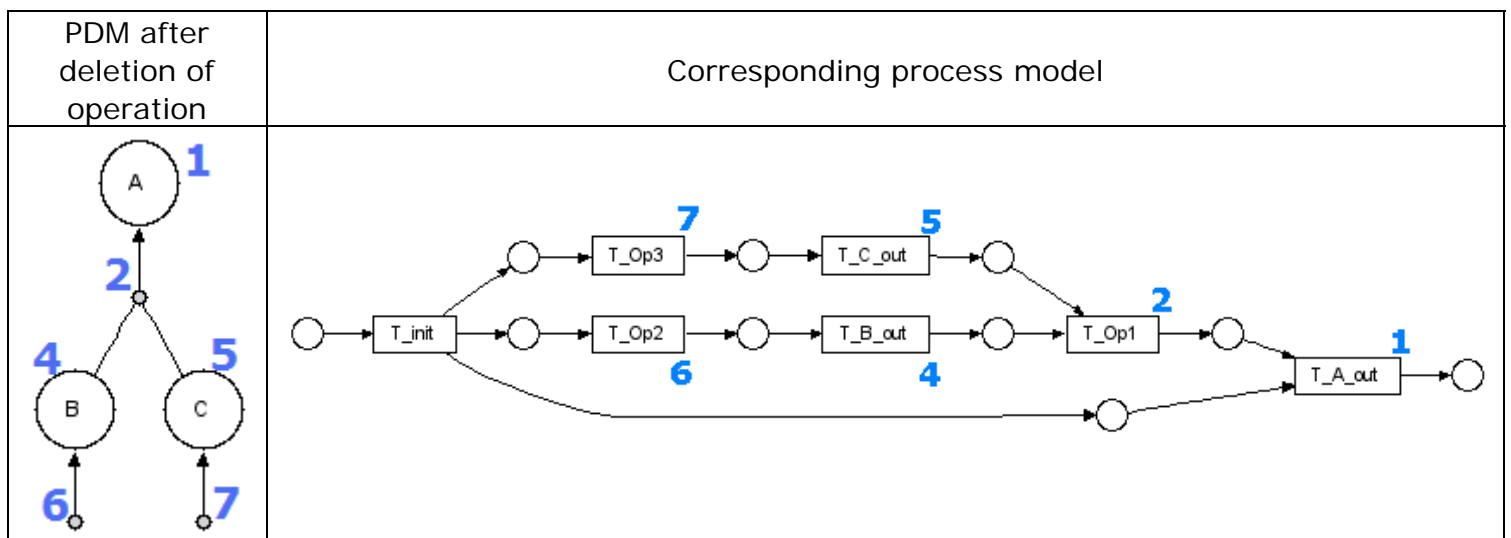 PDM after
deletion of
operation
Corresponding process model
A 1
2
4 5
B C
6 7
7 5
T_Op3 T_C_out
2
T_init T_Op2 T_B_out T_Op1
1
6 4
T_A_out